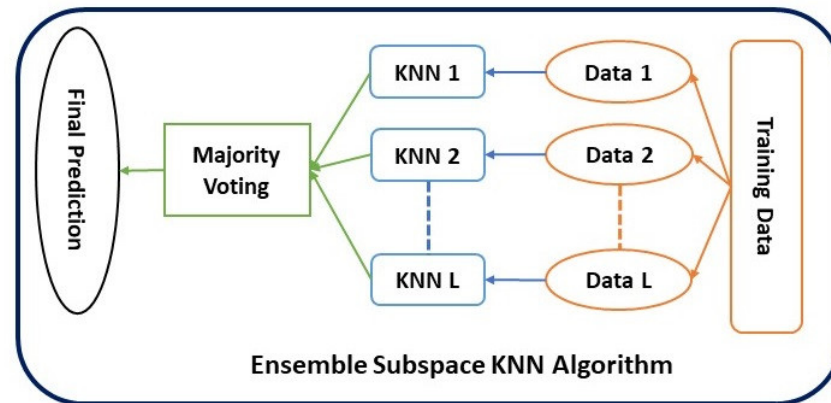 KNN 1
Data 1
Final Prediction
Majority
Voting
KNN 2
Data 2
Training Data
KNN L
Data L
Ensemble Subspace KNN Algorithm